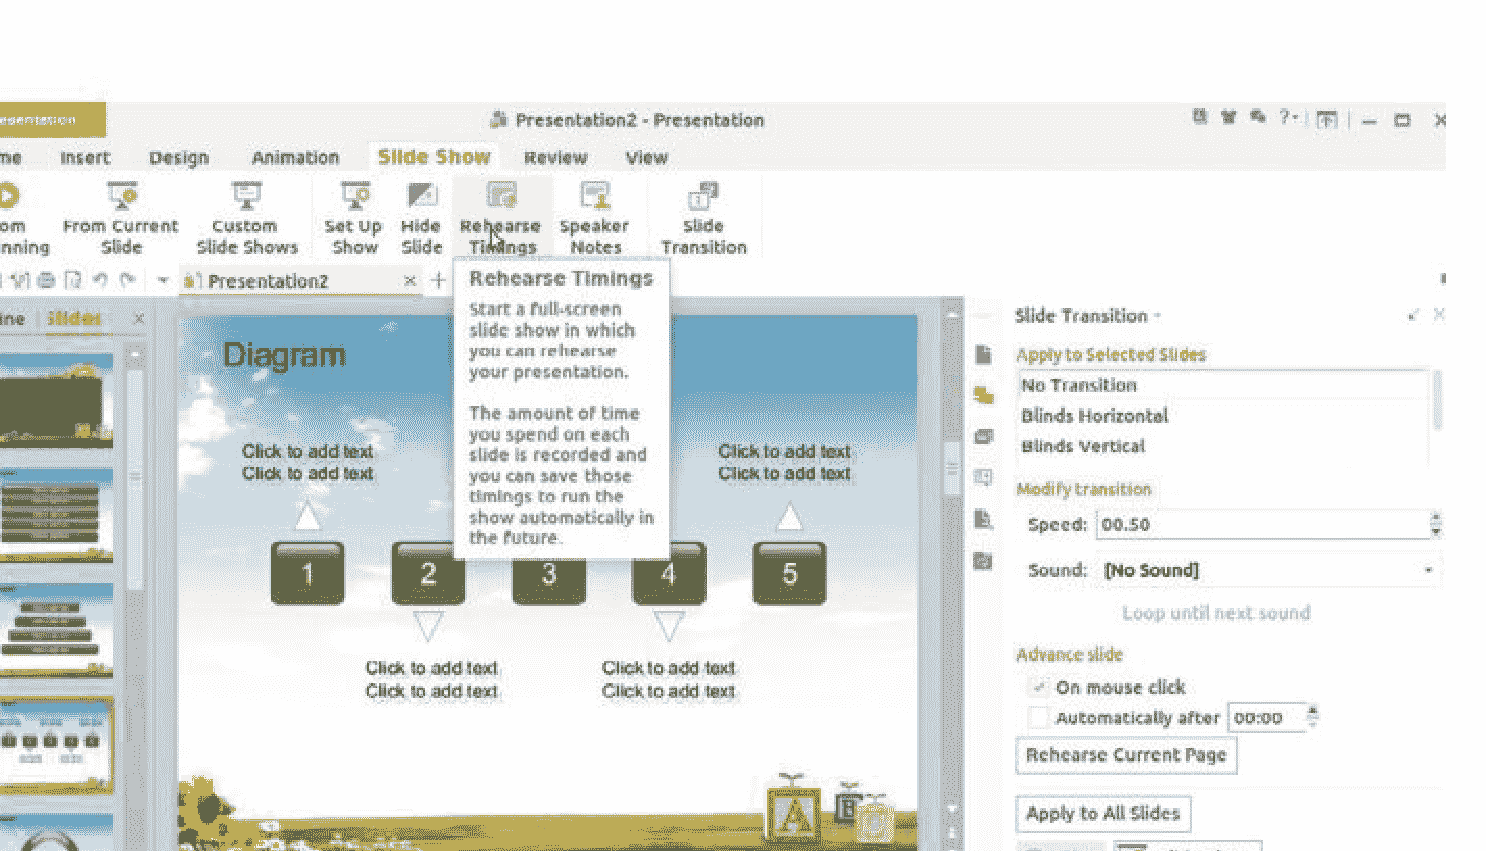 Presentation2 - Presentation
Insert Design Animation Slide Show Review View
From Current
Slide
Custom
Slide Shows
Set Up
Show
Hide
Slide
Rehearse
Timings
Speaker
Notes
Slide
Transition
Presentation2
Slides
Rehearse Timings
Start a full-screen
slide show in which
you can rehearse
your presentation.
The amount of time
you spend on each
slide is recorded and
you can save those
timings to run the
show automatically in
the future.
Diagram
Click to add text
Click to add text
Click to add text
Click to add text
1 2 3 4 5
Click to add text
Click to add text
Click to add text
Click to add text
A B
Slide Transition
Apply to Selected Slides
No Transition
Blinds Horizontal
Blinds Vertical
Modify transition
Speed: 00.50
Sound: [No Sound]
Loop until next sound
Advance slide
On mouse click
Automatically after 00:00
Rehearse Current Page
Apply to All Slides